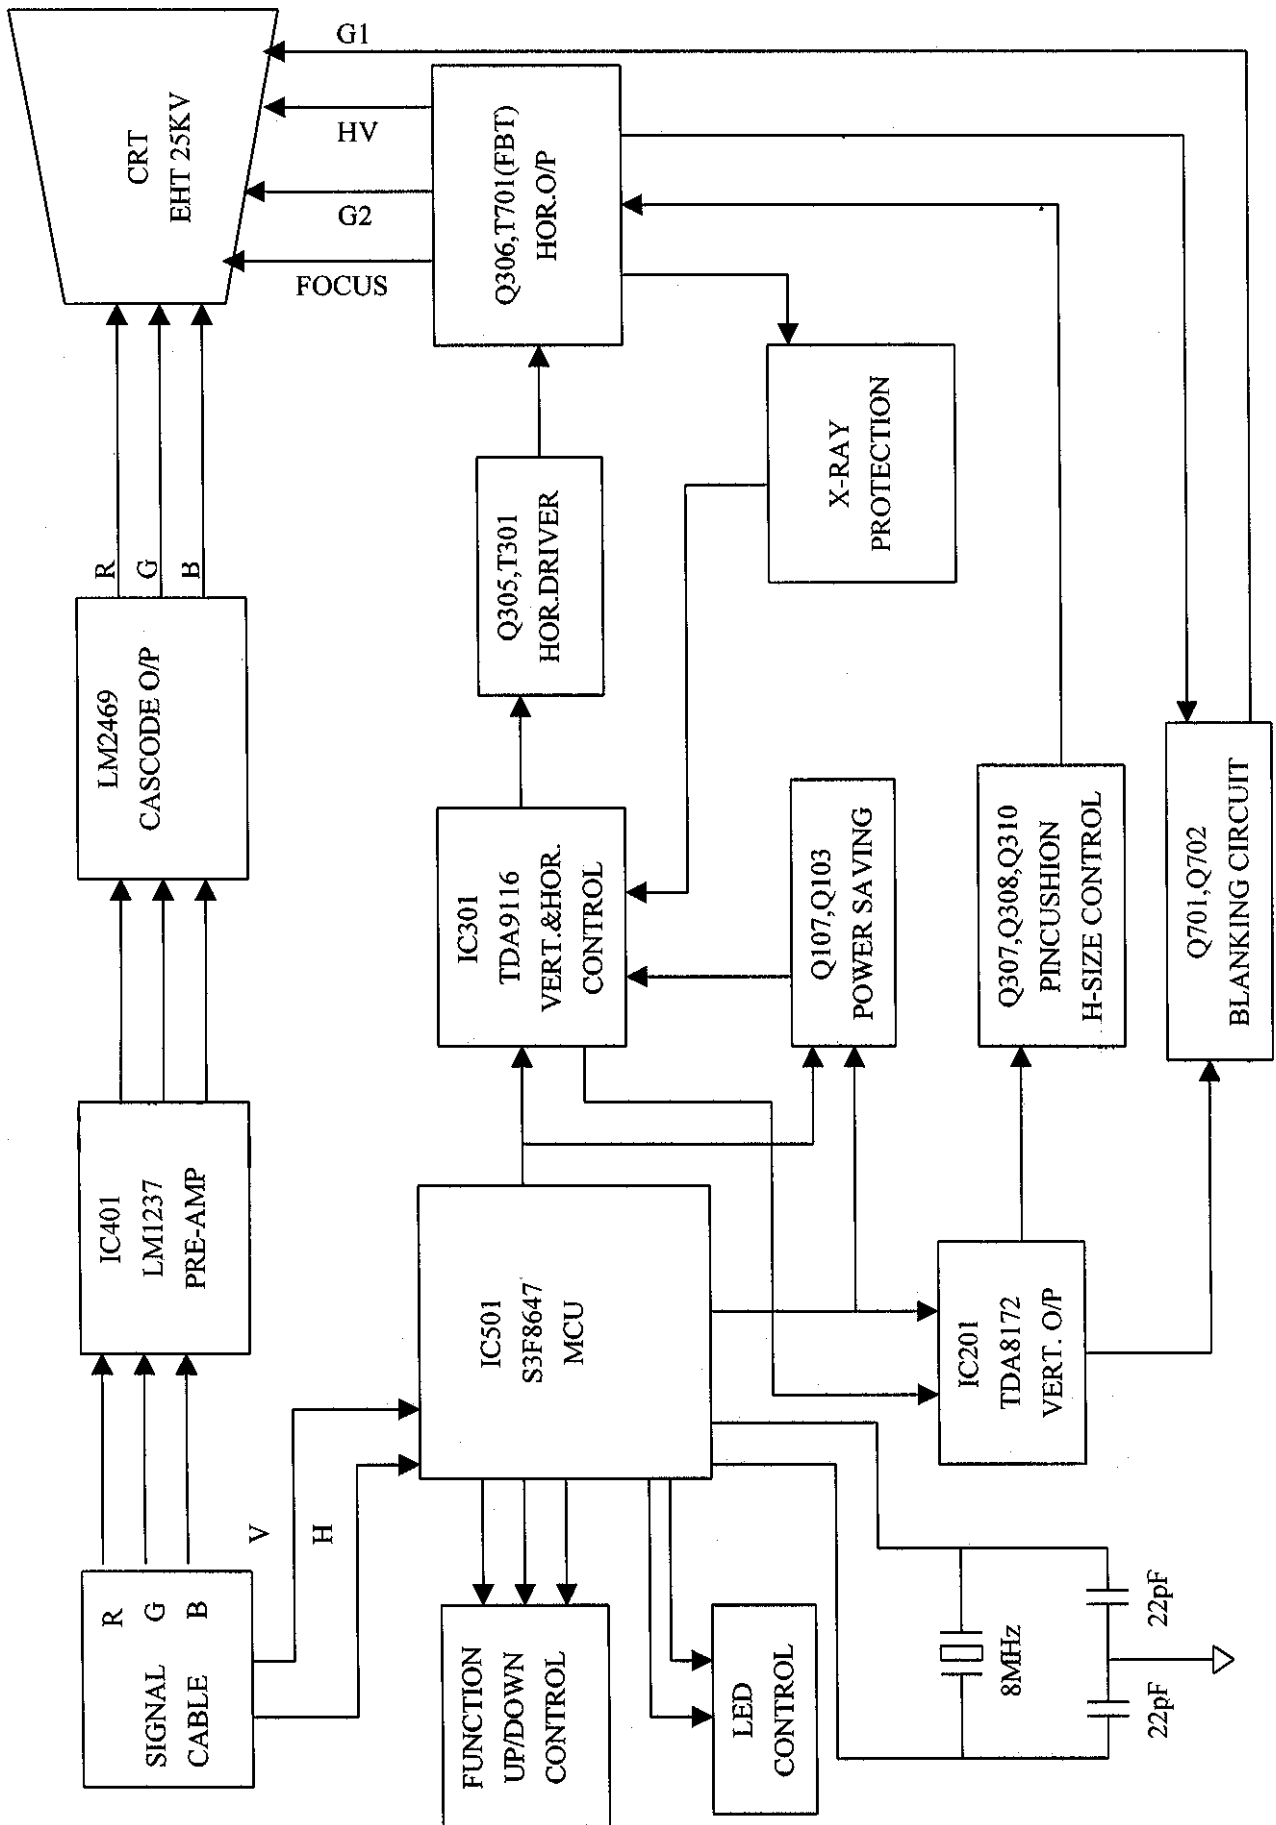 SIGNAL
CABLE
R
G
B
V
H
IC401
LM1237
PRE-AMP
LM2469
CASCODE O/P
R
G
B
CRT
EHT 25KV
G1
HV
G2
FOCUS
FUNCTION
UP/DOWN
CONTROL
IC501
S3F8647
MCU
IC301
TDA9116
VERT.&HOR.
CONTROL
Q305,T301
HOR.DRIVER
Q306,T701(FBT)
HOR.O/P
LED
CONTROL
Q107,Q103
POWER SAVING
X-RAY
PROTECTION
8MHz
22pF
22pF
IC201
TDA8172
VERT. O/P
Q307,Q308,Q310
PINCUSHION
H-SIZE CONTROL
Q701,Q702
BLANKING CIRCUIT